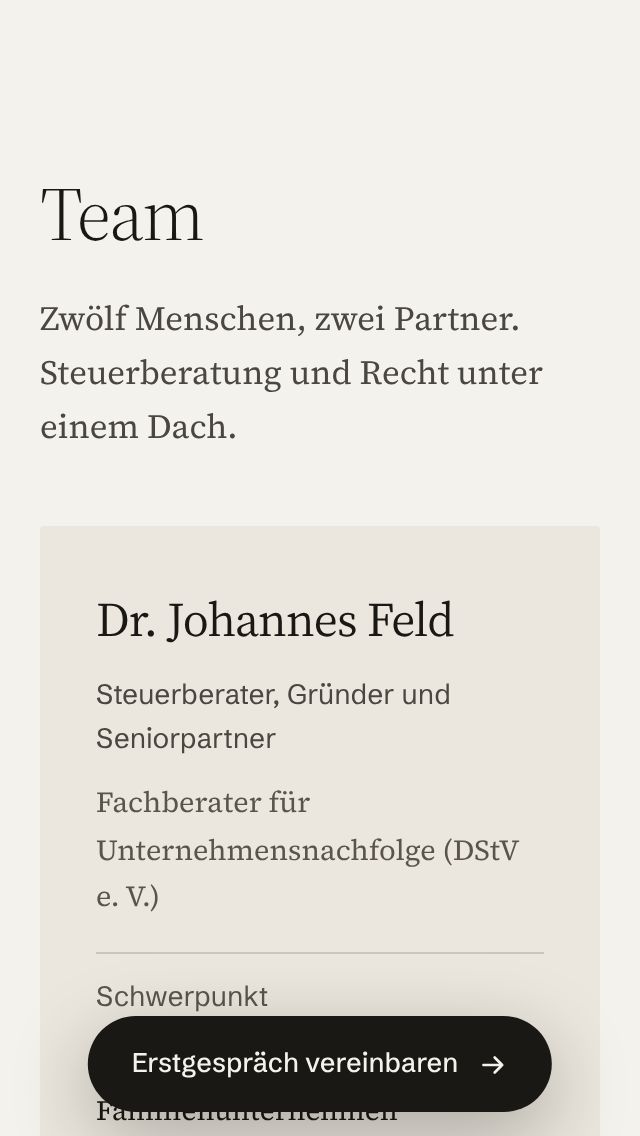 Team
Zwölf Menschen, zwei Partner.
Steuerberatung und Recht unter
einem Dach.
Dr. Johannes Feld
Steuerberater, Gründer und
Seniorpartner
Fachberater für
Unternehmensnachfolge (DStV
e. V.)
Schwerpunkt
Erstgespräch vereinbaren →
Familienunternehmen